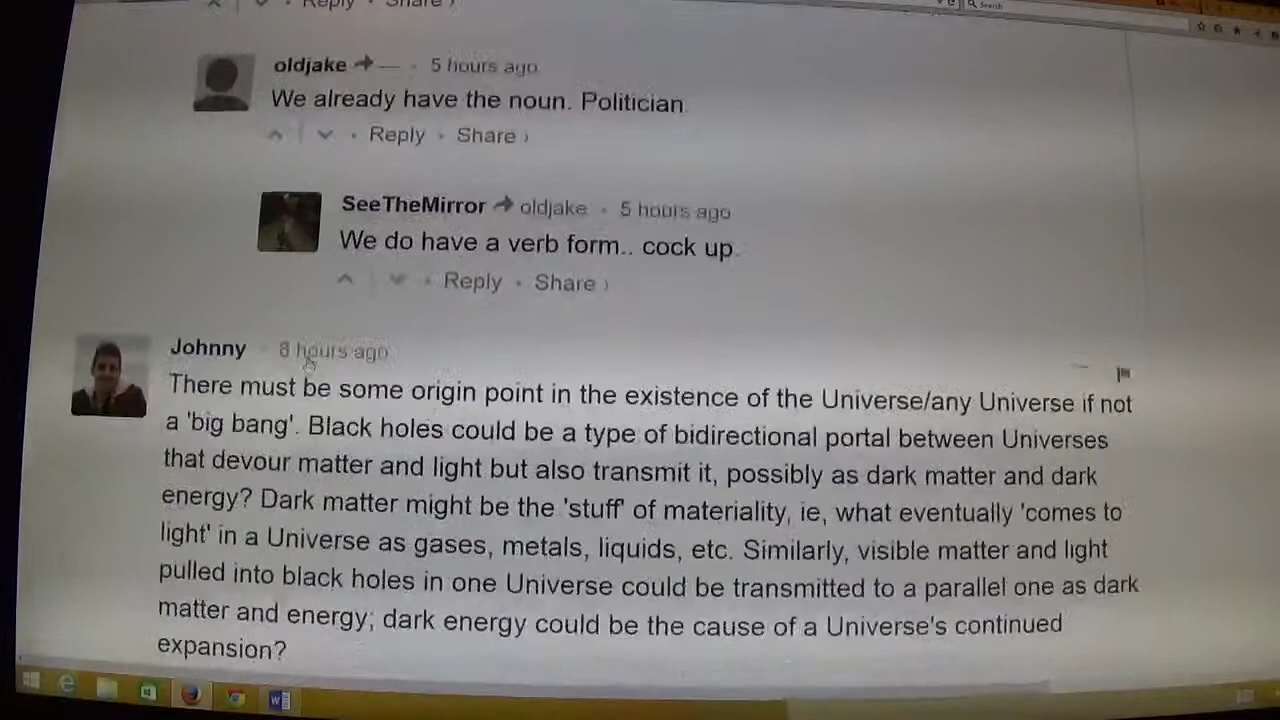 Reply · Share ›
Search
oldjake — · 5 hours ago
We already have the noun. Politician.
Reply · Share ›
SeeTheMirror oldjake · 5 hours ago
We do have a verb form.. cock up.
Reply · Share ›
Johnny · 8 hours ago
There must be some origin point in the existence of the Universe/any Universe if not
a 'big bang'. Black holes could be a type of bidirectional portal between Universes
that devour matter and light but also transmit it, possibly as dark matter and dark
energy? Dark matter might be the 'stuff' of materiality, ie, what eventually 'comes to
light' in a Universe as gases, metals, liquids, etc. Similarly, visible matter and light
pulled into black holes in one Universe could be transmitted to a parallel one as dark
matter and energy; dark energy could be the cause of a Universe's continued
expansion?